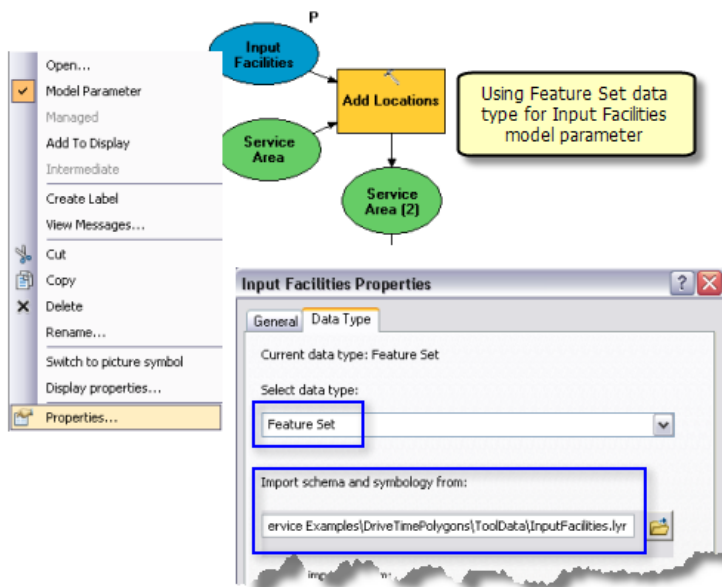 P
Input
Facilities
Add Locations
Service
Area
Service
Area (2)
Using Feature Set data
type for Input Facilities
model parameter
Open...
Model Parameter
Managed
Add To Display
Intermediate
Create Label
View Messages...
Cut
Copy
Delete
Rename...
Switch to picture symbol
Display properties...
Properties...
Input Facilities Properties
General
Data Type
Current data type: Feature Set
Select data type:
Feature Set
Import schema and symbology from:
ervice Examples\DriveTimePolygons\ToolData\InputFacilities.lyr